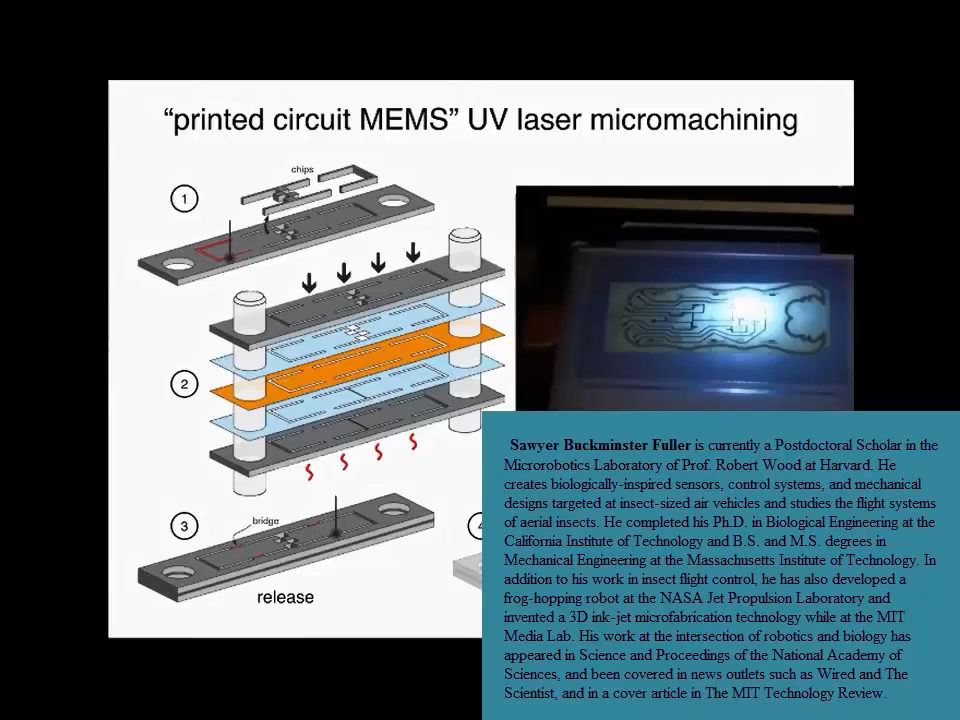 “printed circuit MEMS” UV laser micromachining
chips
1
2
3
bridge
release
4
Sawyer Buckminster Fuller is currently a Postdoctoral Scholar in the
Microrobotics Laboratory of Prof. Robert Wood at Harvard. He
creates biologically-inspired sensors, control systems, and mechanical
designs targeted at insect-sized air vehicles and studies the flight systems
of aerial insects. He completed his Ph.D. in Biological Engineering at the
California Institute of Technology and B.S. and M.S. degrees in
Mechanical Engineering at the Massachusetts Institute of Technology. In
addition to his work in insect flight control, he has also developed a
frog-hopping robot at the NASA Jet Propulsion Laboratory and
invented a 3D ink-jet microfabrication technology while at the MIT
Media Lab. His work at the intersection of robotics and biology has
appeared in Science and Proceedings of the National Academy of
Sciences, and been covered in news outlets such as Wired and The
Scientist, and in a cover article in The MIT Technology Review.